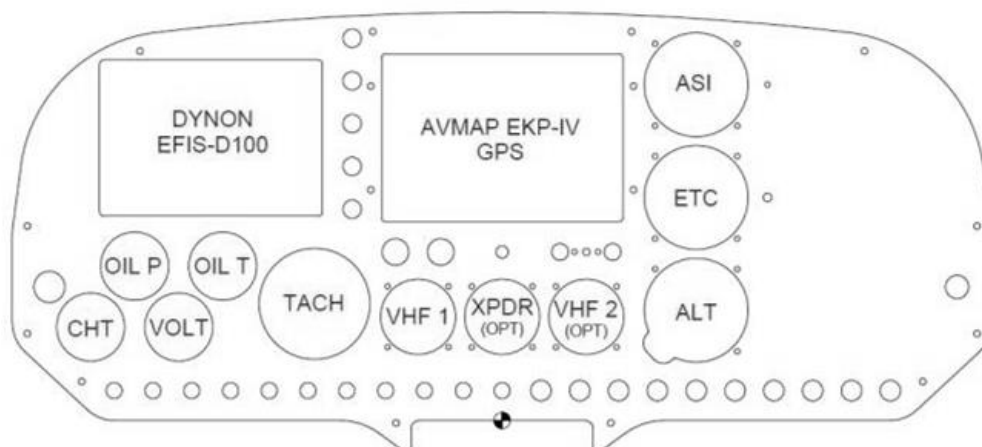 DYNON
EFIS-D100
AVMAP EKP-IV
GPS
ASI
ETC
OIL P
OIL T
CHT
VOLT
TACH
VHF 1
XPDR
(OPT)
VHF 2
(OPT)
ALT